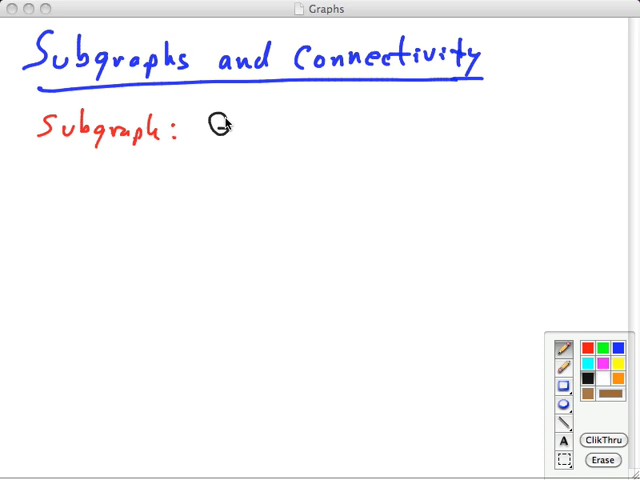 Graphs
Subgraphs and Connectivity
Subgraph: G
A
ClikThru
Erase